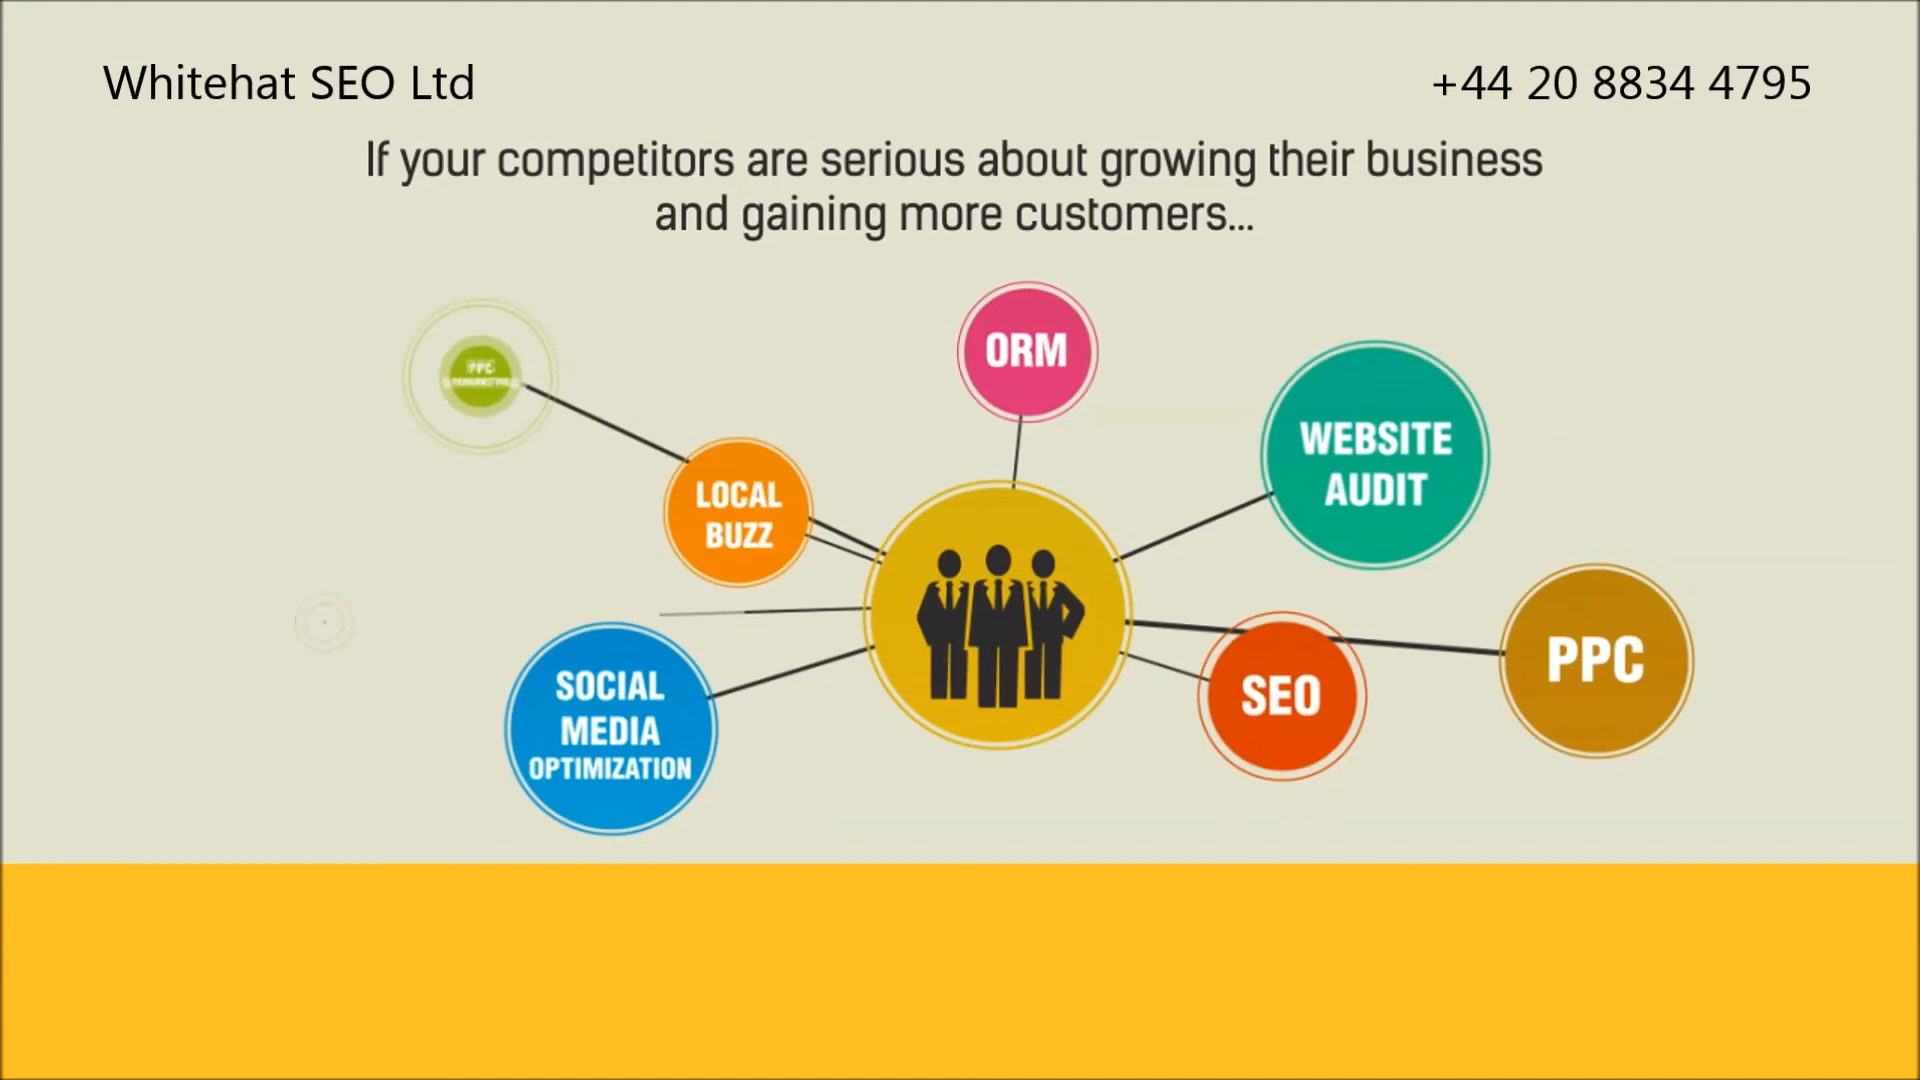 Whitehat SEO Ltd
+44 20 8834 4795
If your competitors are serious about growing their business
and gaining more customers...
ORM
WEBSITE
AUDIT
PPC
LOCAL
BUZZ
SOCIAL
MEDIA
OPTIMIZATION
SEO
PPC